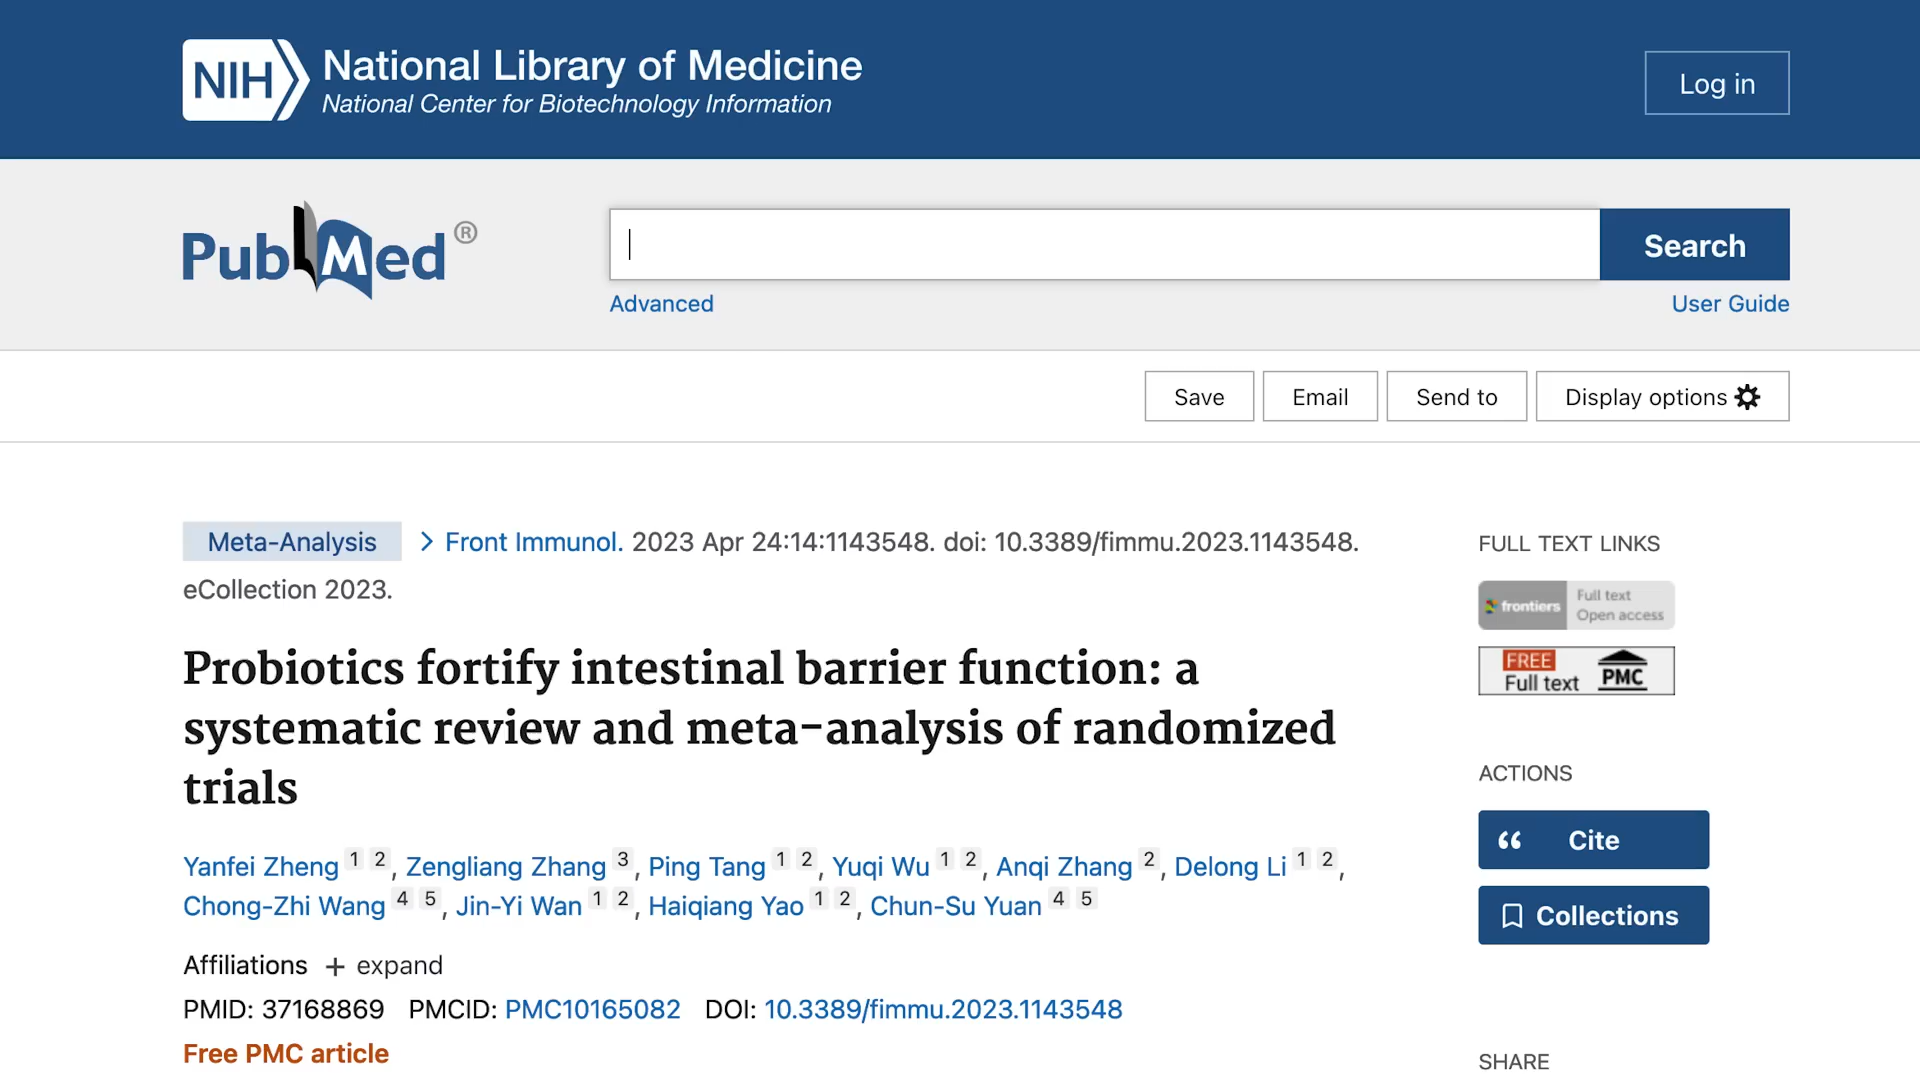 NIH National Library of Medicine
National Center for Biotechnology Information
Log in
PubMed®
Search
Advanced
User Guide
Save
Email
Send to
Display options
Meta-Analysis
Front Immunol. 2023 Apr 24:14:1143548. doi: 10.3389/fimmu.2023.1143548.
eCollection 2023.
Probiotics fortify intestinal barrier function: a
systematic review and meta-analysis of randomized
trials
Yanfei Zheng 1 2, Zengliang Zhang 3, Ping Tang 1 2, Yuqi Wu 1 2, Anqi Zhang 2, Delong Li 1 2,
Chong-Zhi Wang 4 5, Jin-Yi Wan 1 2, Haiqiang Yao 1 2, Chun-Su Yuan 4 5
Affiliations + expand
PMID: 37168869 PMCID: PMC10165082 DOI: 10.3389/fimmu.2023.1143548
Free PMC article
FULL TEXT LINKS
frontiers
Full text
Open access
FREE
Full text
PMC
ACTIONS
Cite
Collections
SHARE